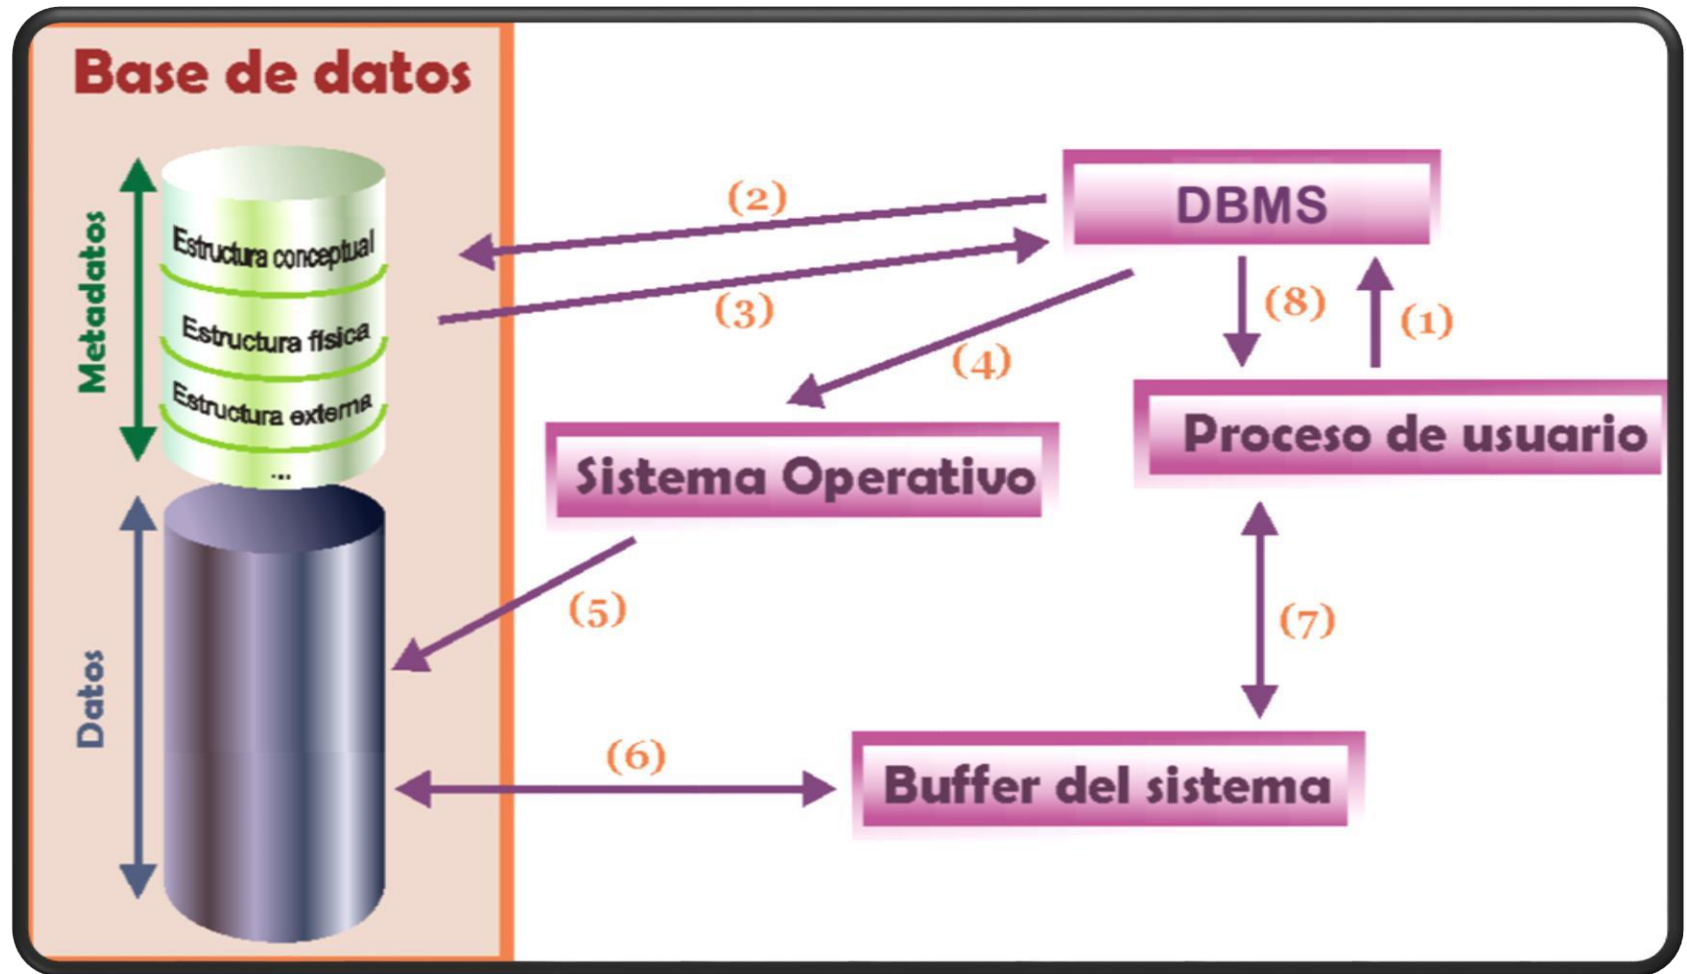 Base de datos
Metadatos
Estructura conceptual
Estructura física
Estructura externa
...
Datos
(2)
(3)
(4)
(5)
(6)
DBMS
(8)
(1)
Proceso de usuario
Sistema Operativo
(7)
Buffer del sistema